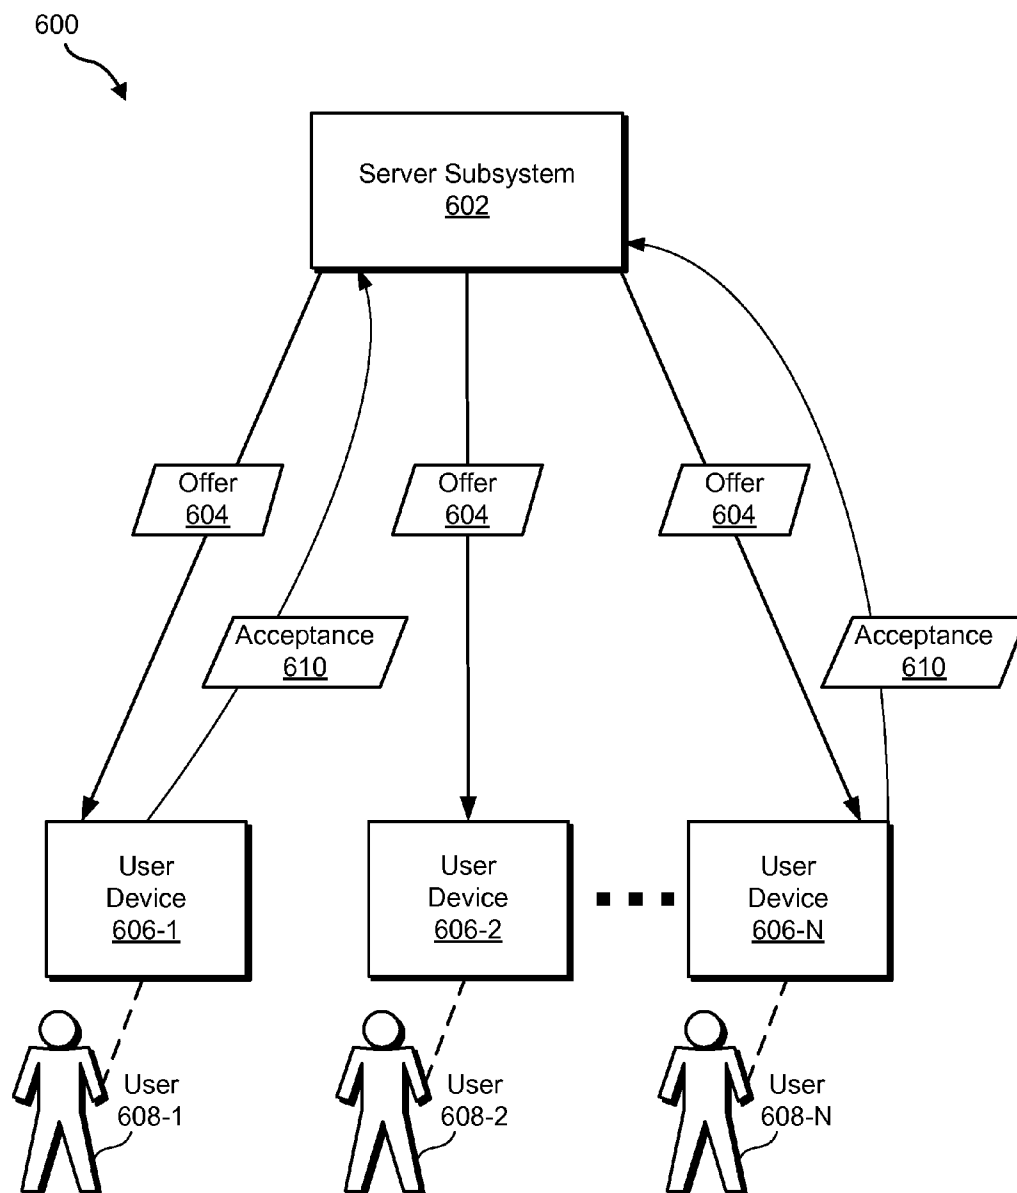 600
Server Subsystem
602
Offer
604
Offer
604
Offer
604
Acceptance
610
Acceptance
610
User
Device
606-1
User
Device
606-2
User
Device
606-N
User
608-1
User
608-2
User
608-N